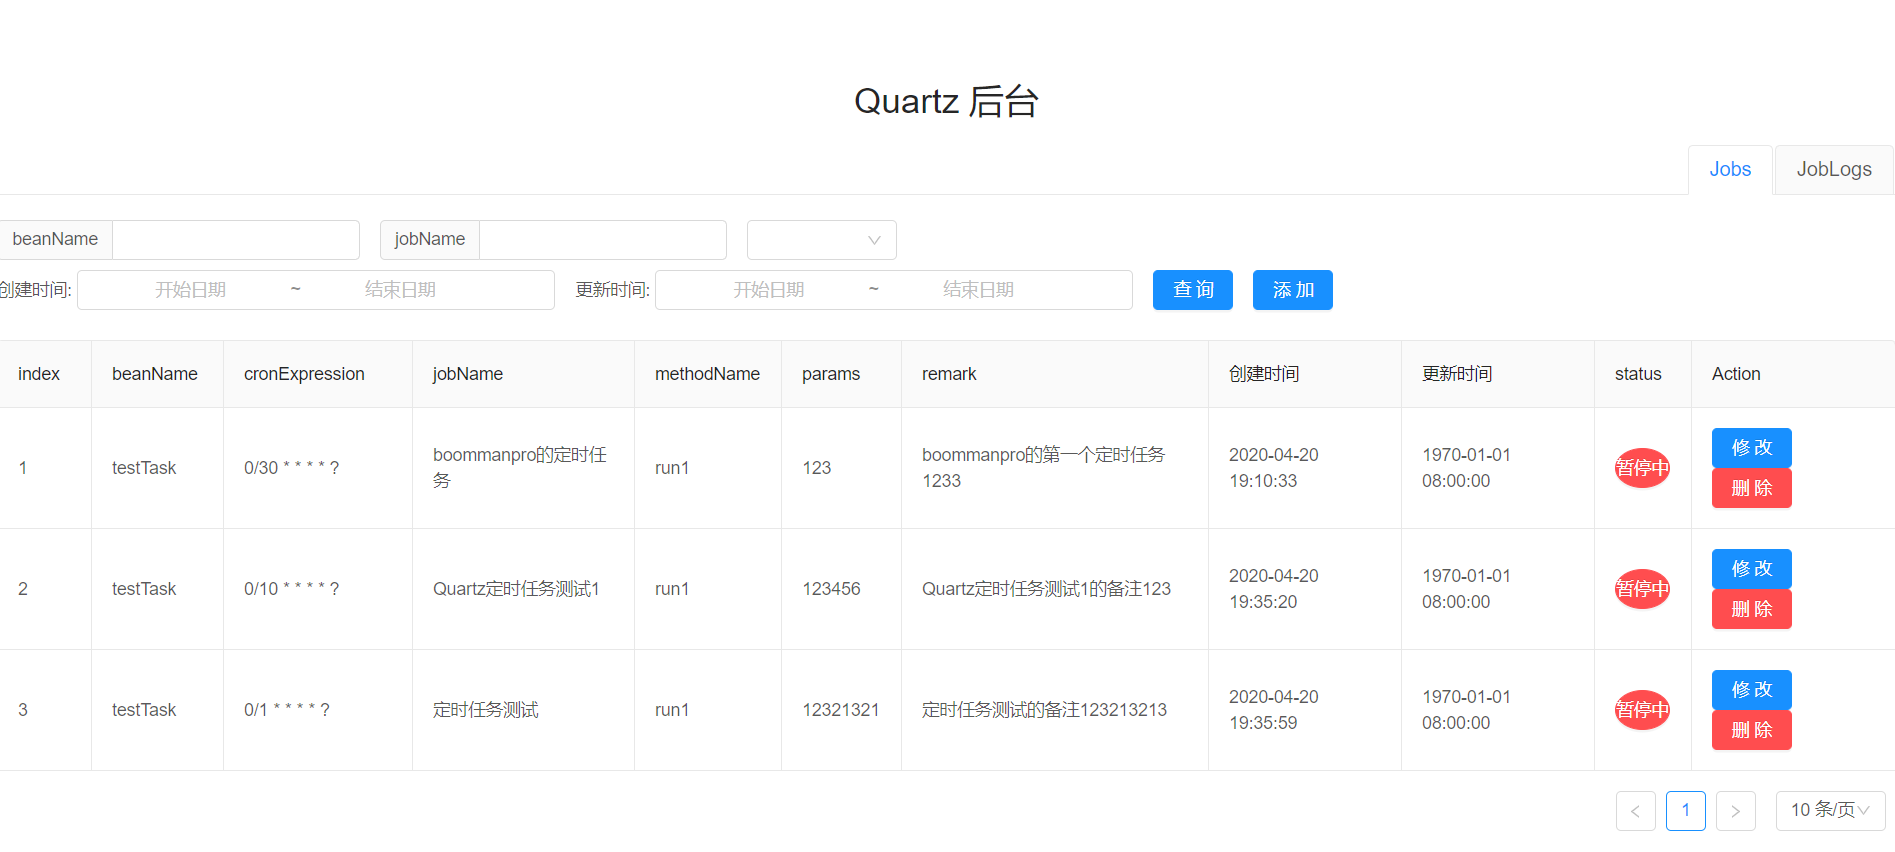 Quartz 后台
Jobs JobLogs
beanName jobName
创建时间: 开始日期 ~ 结束日期 更新时间: 开始日期 ~ 结束日期 查询 添加
index beanName cronExpression jobName methodName params remark 创建时间 更新时间 status Action
1 testTask 0/30 * * * * ? boommanpro的定时任务 run1 123 boommanpro的第一个定时任务1233 2020-04-20 19:10:33 1970-01-01 08:00:00 暂停中 修改 删除
2 testTask 0/10 * * * * ? Quartz定时任务测试1 run1 123456 Quartz定时任务测试1的备注123 2020-04-20 19:35:20 1970-01-01 08:00:00 暂停中 修改 删除
3 testTask 0/1 * * * * ? 定时任务测试 run1 12321321 定时任务测试的备注123213213 2020-04-20 19:35:59 1970-01-01 08:00:00 暂停中 修改 删除
< 1 > 10 条/页